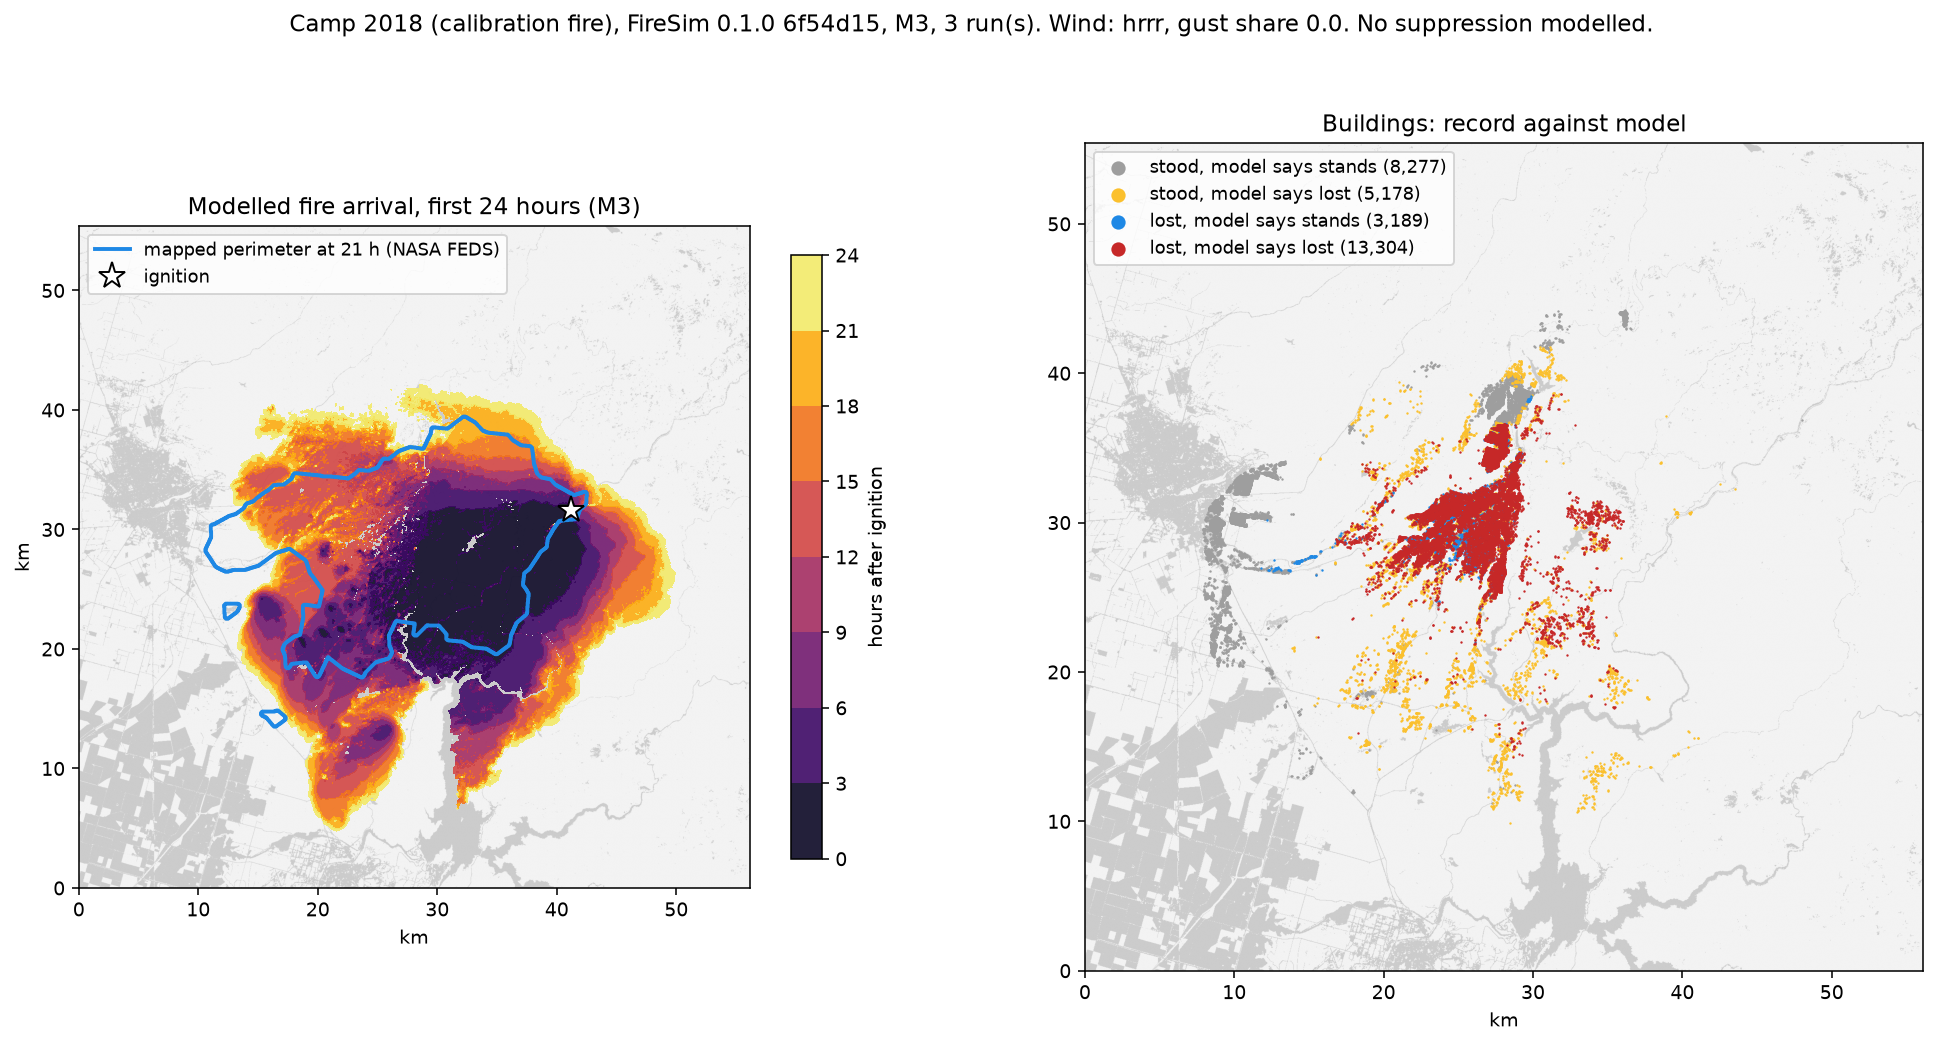 Camp 2018 (calibration fire), FireSim 0.1.0 6f54d15, M3, 3 run(s). Wind: hrrr, gust share 0.0. No suppression modelled.
Modelled fire arrival, first 24 hours (M3)
mapped perimeter at 21 h (NASA FEDS)
ignition
50
40
30
20
10
0
km
0 10 20 30 40 50
km
24
21
18
15
12
9
6
3
0
hours after ignition
Buildings: record against model
stood, model says stands (8,277)
stood, model says lost (5,178)
lost, model says stands (3,189)
lost, model says lost (13,304)
50
40
30
20
10
0
0 10 20 30 40 50
km